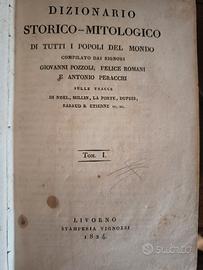 DIZIONARIO
STORICO-MITOLOGICO
DI TUTTI I POPOLI DEL MONDO
COMPILATO DAI SIGNORI
GIOVANNI POZZOLI, FELICE ROMANI
E ANTONIO PERACCHI
SULLE TRACCE
DI NOEL, MILLIN, LA PORTE, DUPUIS,
RABAUD S. ETIENNE ec. ec.
TOM. I.
LIVORNO
STAMPERIA VIGNOZZI
1824
subito